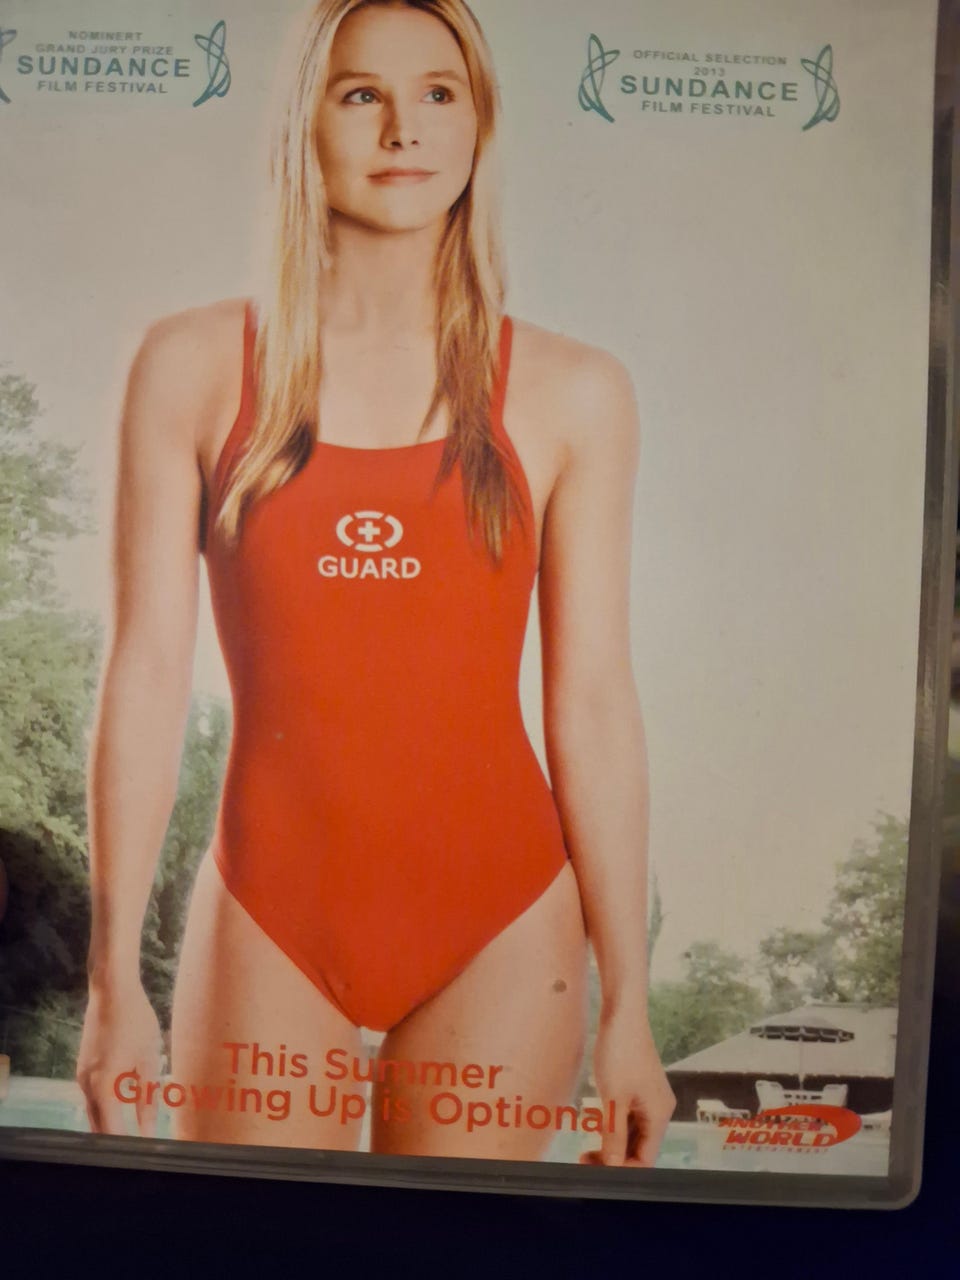 NOMINERT
GRAND JURY PRIZE
SUNDANCE
FILM FESTIVAL
OFFICIAL SELECTION
2013
SUNDANCE
FILM FESTIVAL
GUARD
This Summer
Growing Up is Optional
ANOTHER
WORLD
ENTERTAINMENT